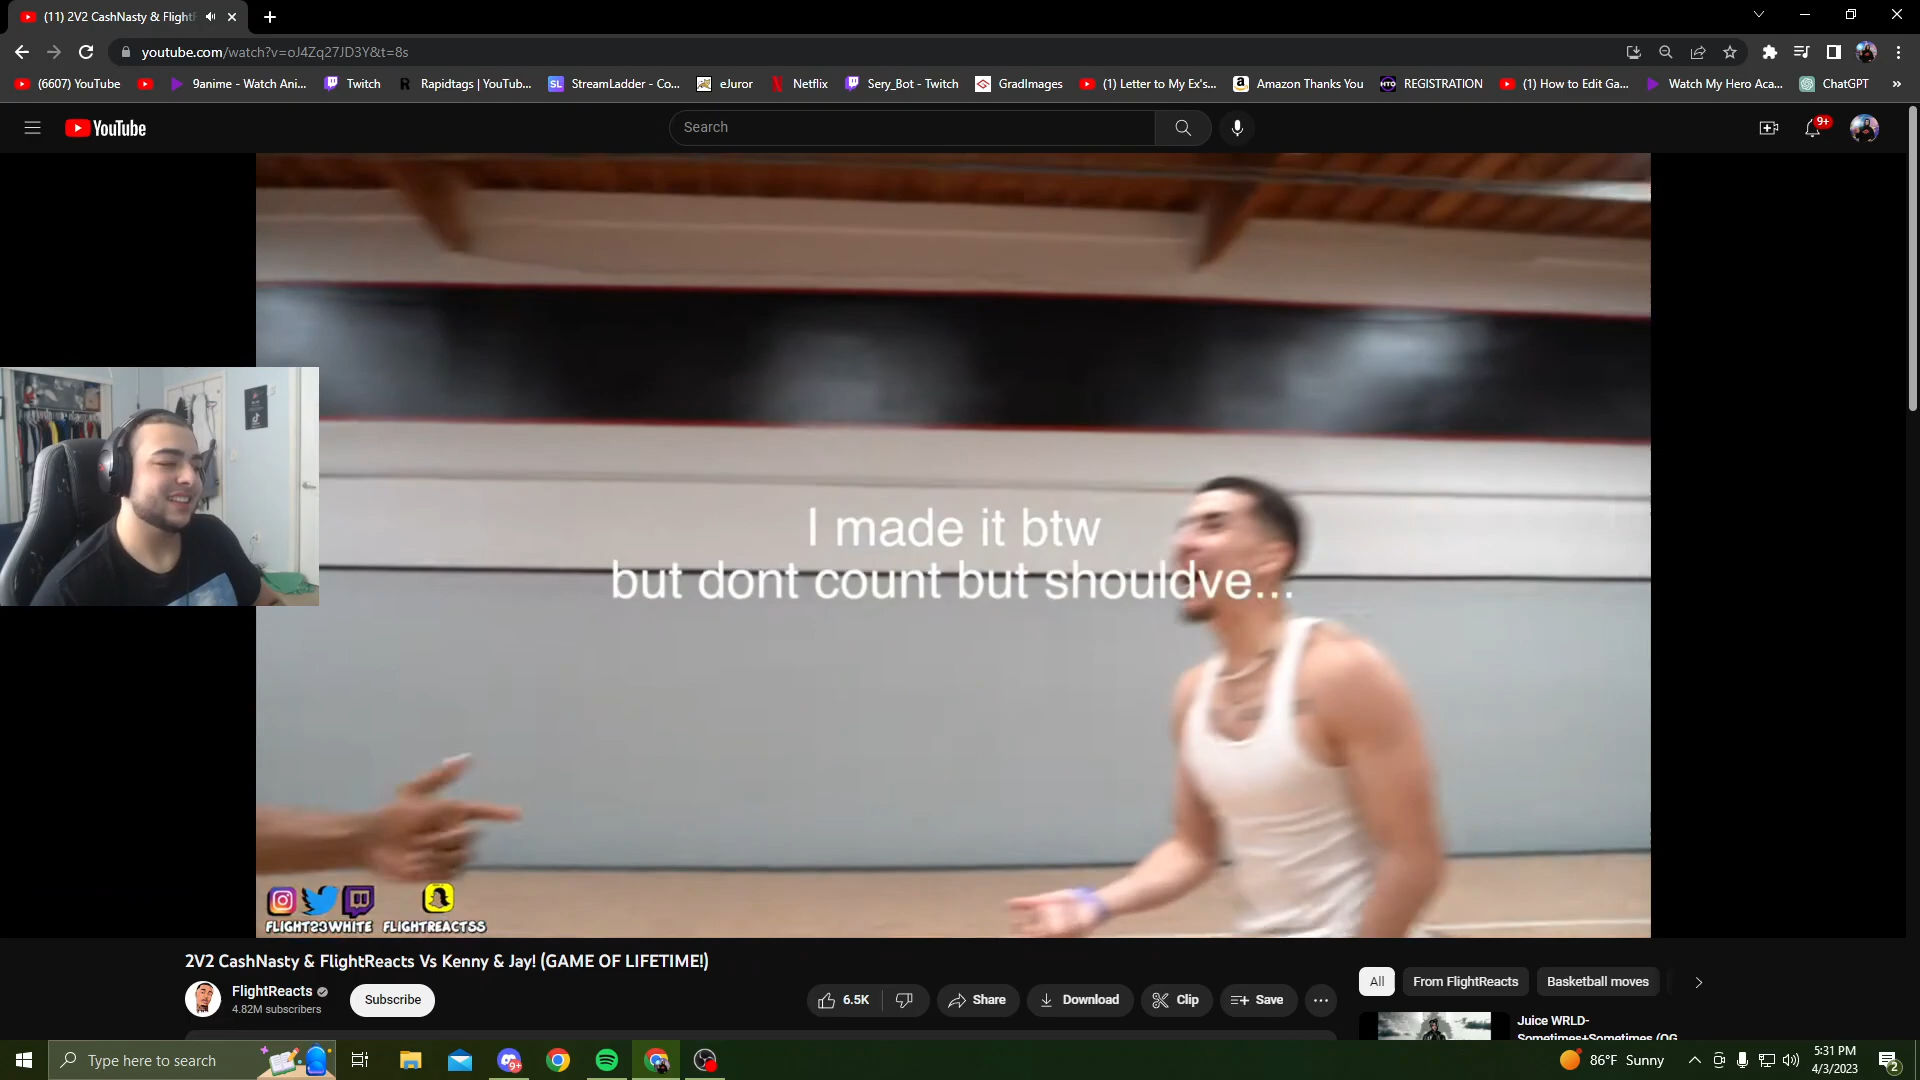 (11) 2V2 CashNasty & Flight
youtube.com/watch?v=oJ4Zq27JD3Y&t=8s
(6607) YouTube
9anime - Watch Ani...
Twitch
Rapidtags | YouTub...
StreamLadder - Co...
eJuror
Netflix
Sery_Bot - Twitch
GradImages
(1) Letter to My Ex's...
Amazon Thanks You
REGISTRATION
(1) How to Edit Ga...
Watch My Hero Aca...
ChatGPT
»
YouTube
Search
9+
I made it btw
but dont count but shouldve...
FLIGHT23WHITE FLIGHTREACTSS
2V2 CashNasty & FlightReacts Vs Kenny & Jay! (GAME OF LIFETIME!)
FlightReacts
4.82M subscribers
Subscribe
6.5K
Share
Download
Clip
Save
All
From FlightReacts
Basketball moves
Juice WRLD-
Sometimes+Sometimes (OG
Type here to search
9+
86°F Sunny
5:31 PM
4/3/2023
2